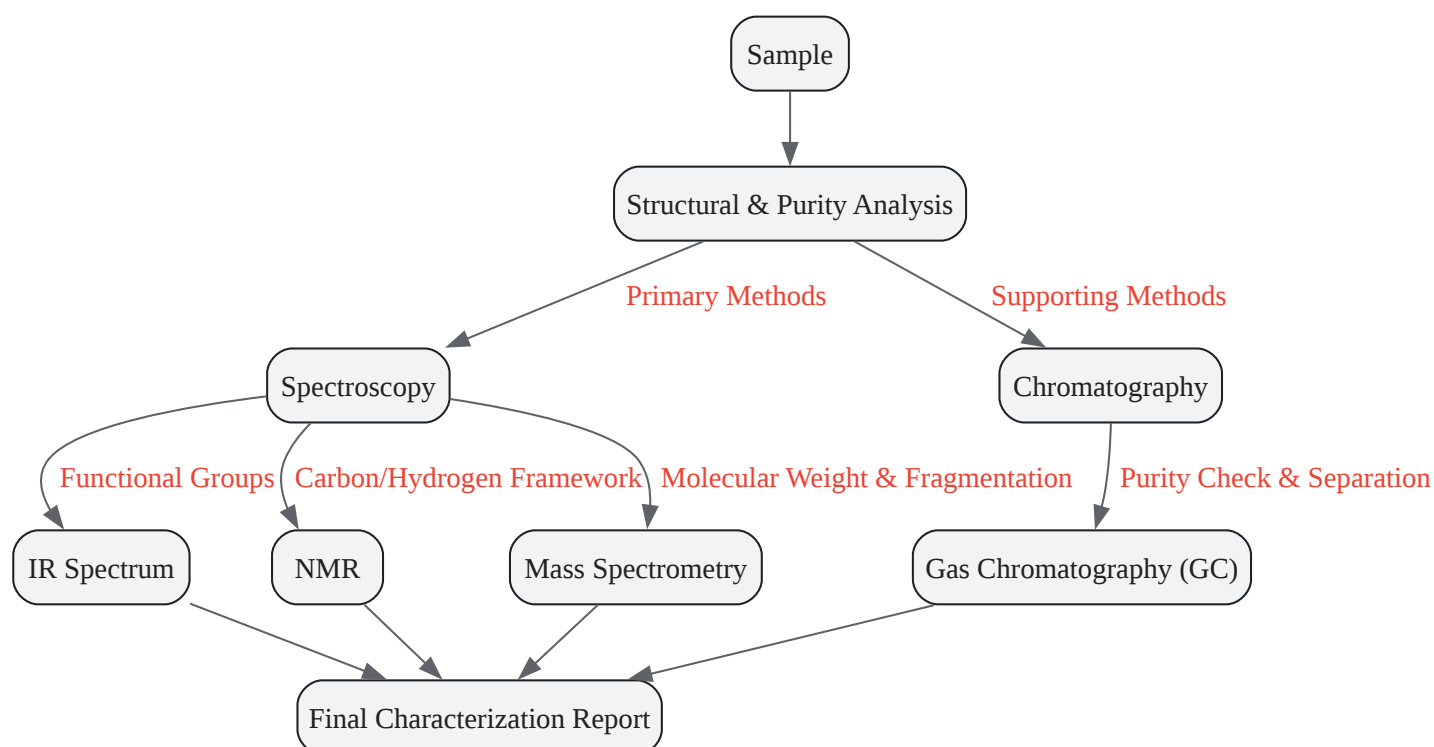 Sample
Structural & Purity Analysis
Primary Methods
Supporting Methods
Spectroscopy
Chromatography
Functional Groups
Carbon/Hydrogen Framework
Molecular Weight & Fragmentation
Purity Check & Separation
IR Spectrum
NMR
Mass Spectrometry
Gas Chromatography (GC)
Final Characterization Report